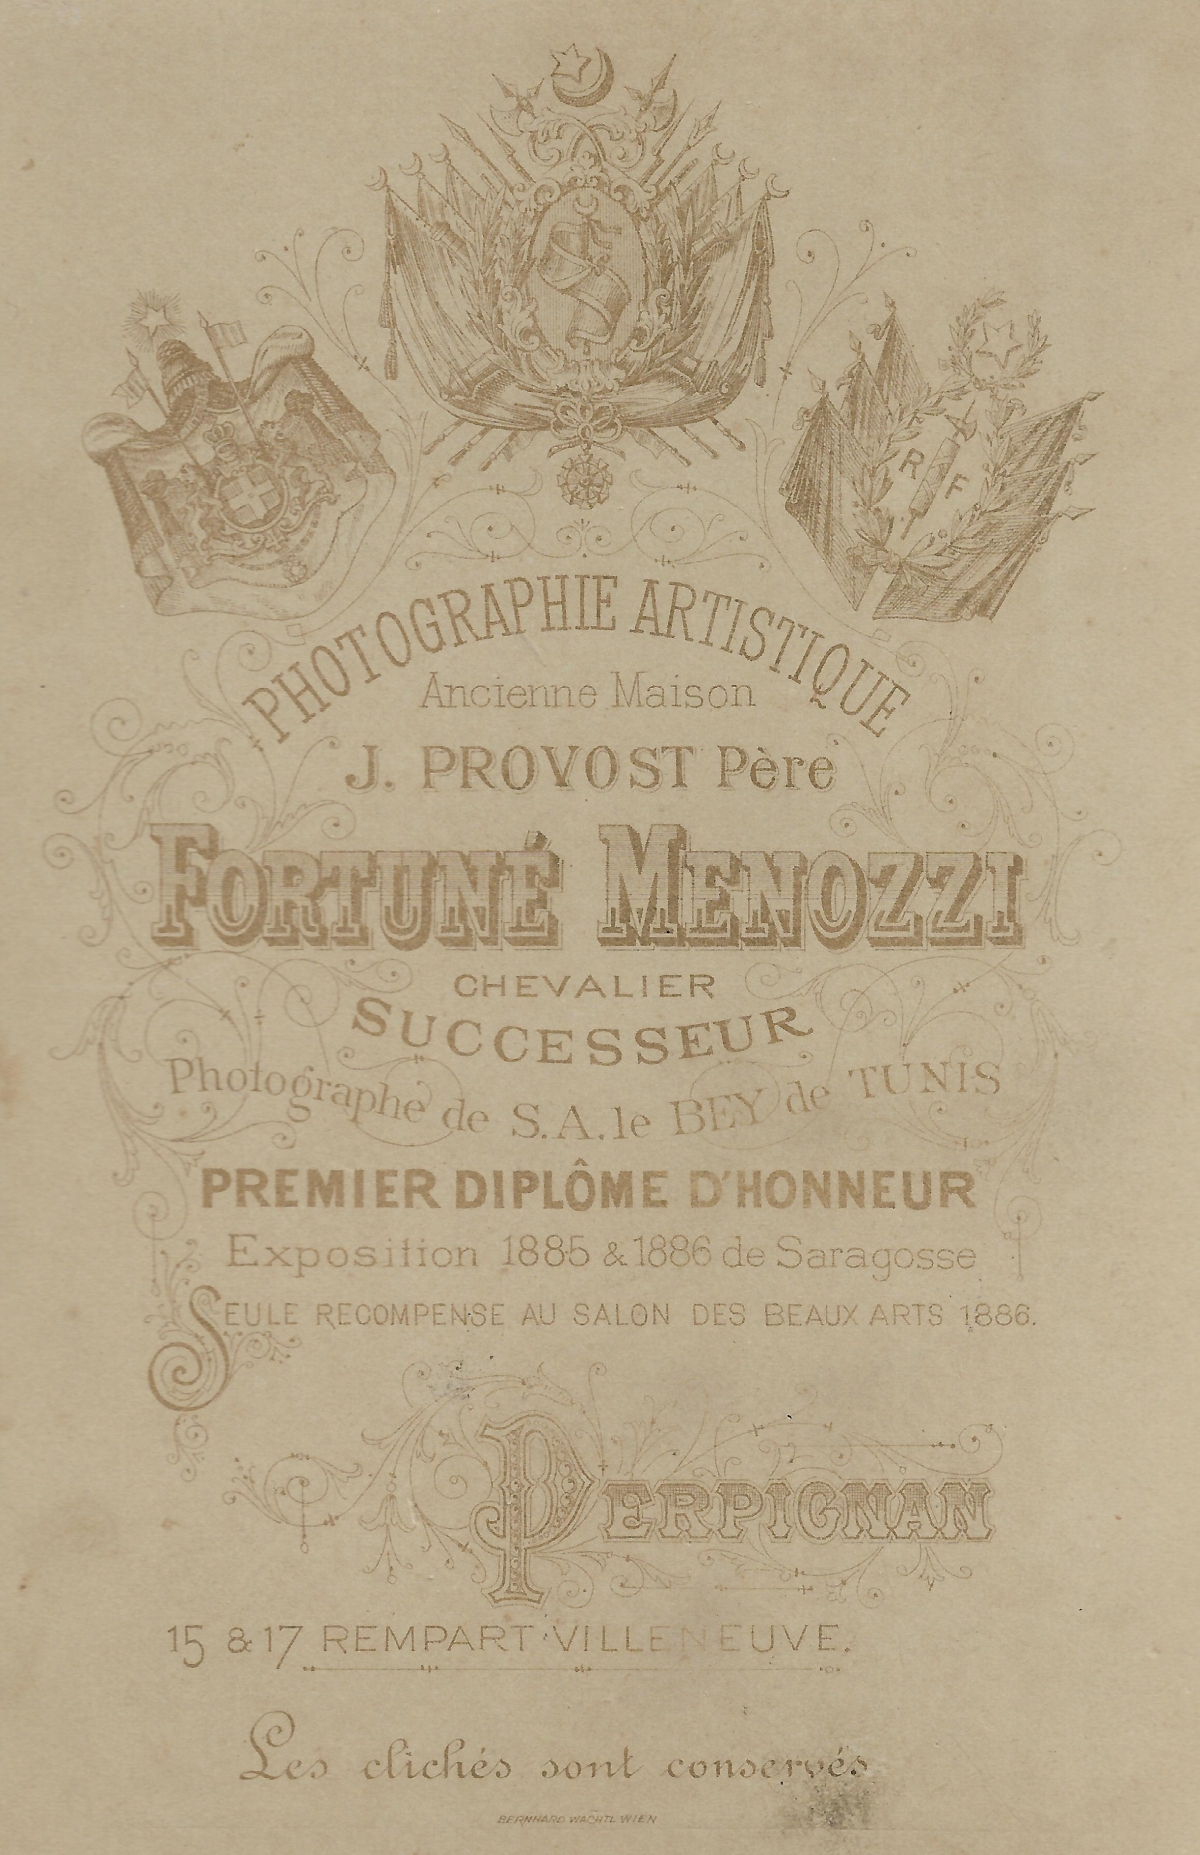 R F
PHOTOGRAPHIE ARTISTIQUE
Ancienne Maison
J. PROVOST Père
FORTUNÉ MENOZZI
CHEVALIER
SUCCESSEUR
Photographe de S.A. le BEY de TUNIS
PREMIER DIPLÔME D'HONNEUR
Exposition 1885 & 1886 de Saragosse
SEULE RECOMPENSE AU SALON DES BEAUX ARTS 1886.
PERPIGNAN
15 & 17 REMPART VILLENEUVE.
Les clichés sont conservés
BERNHARD WACHTL WIEN